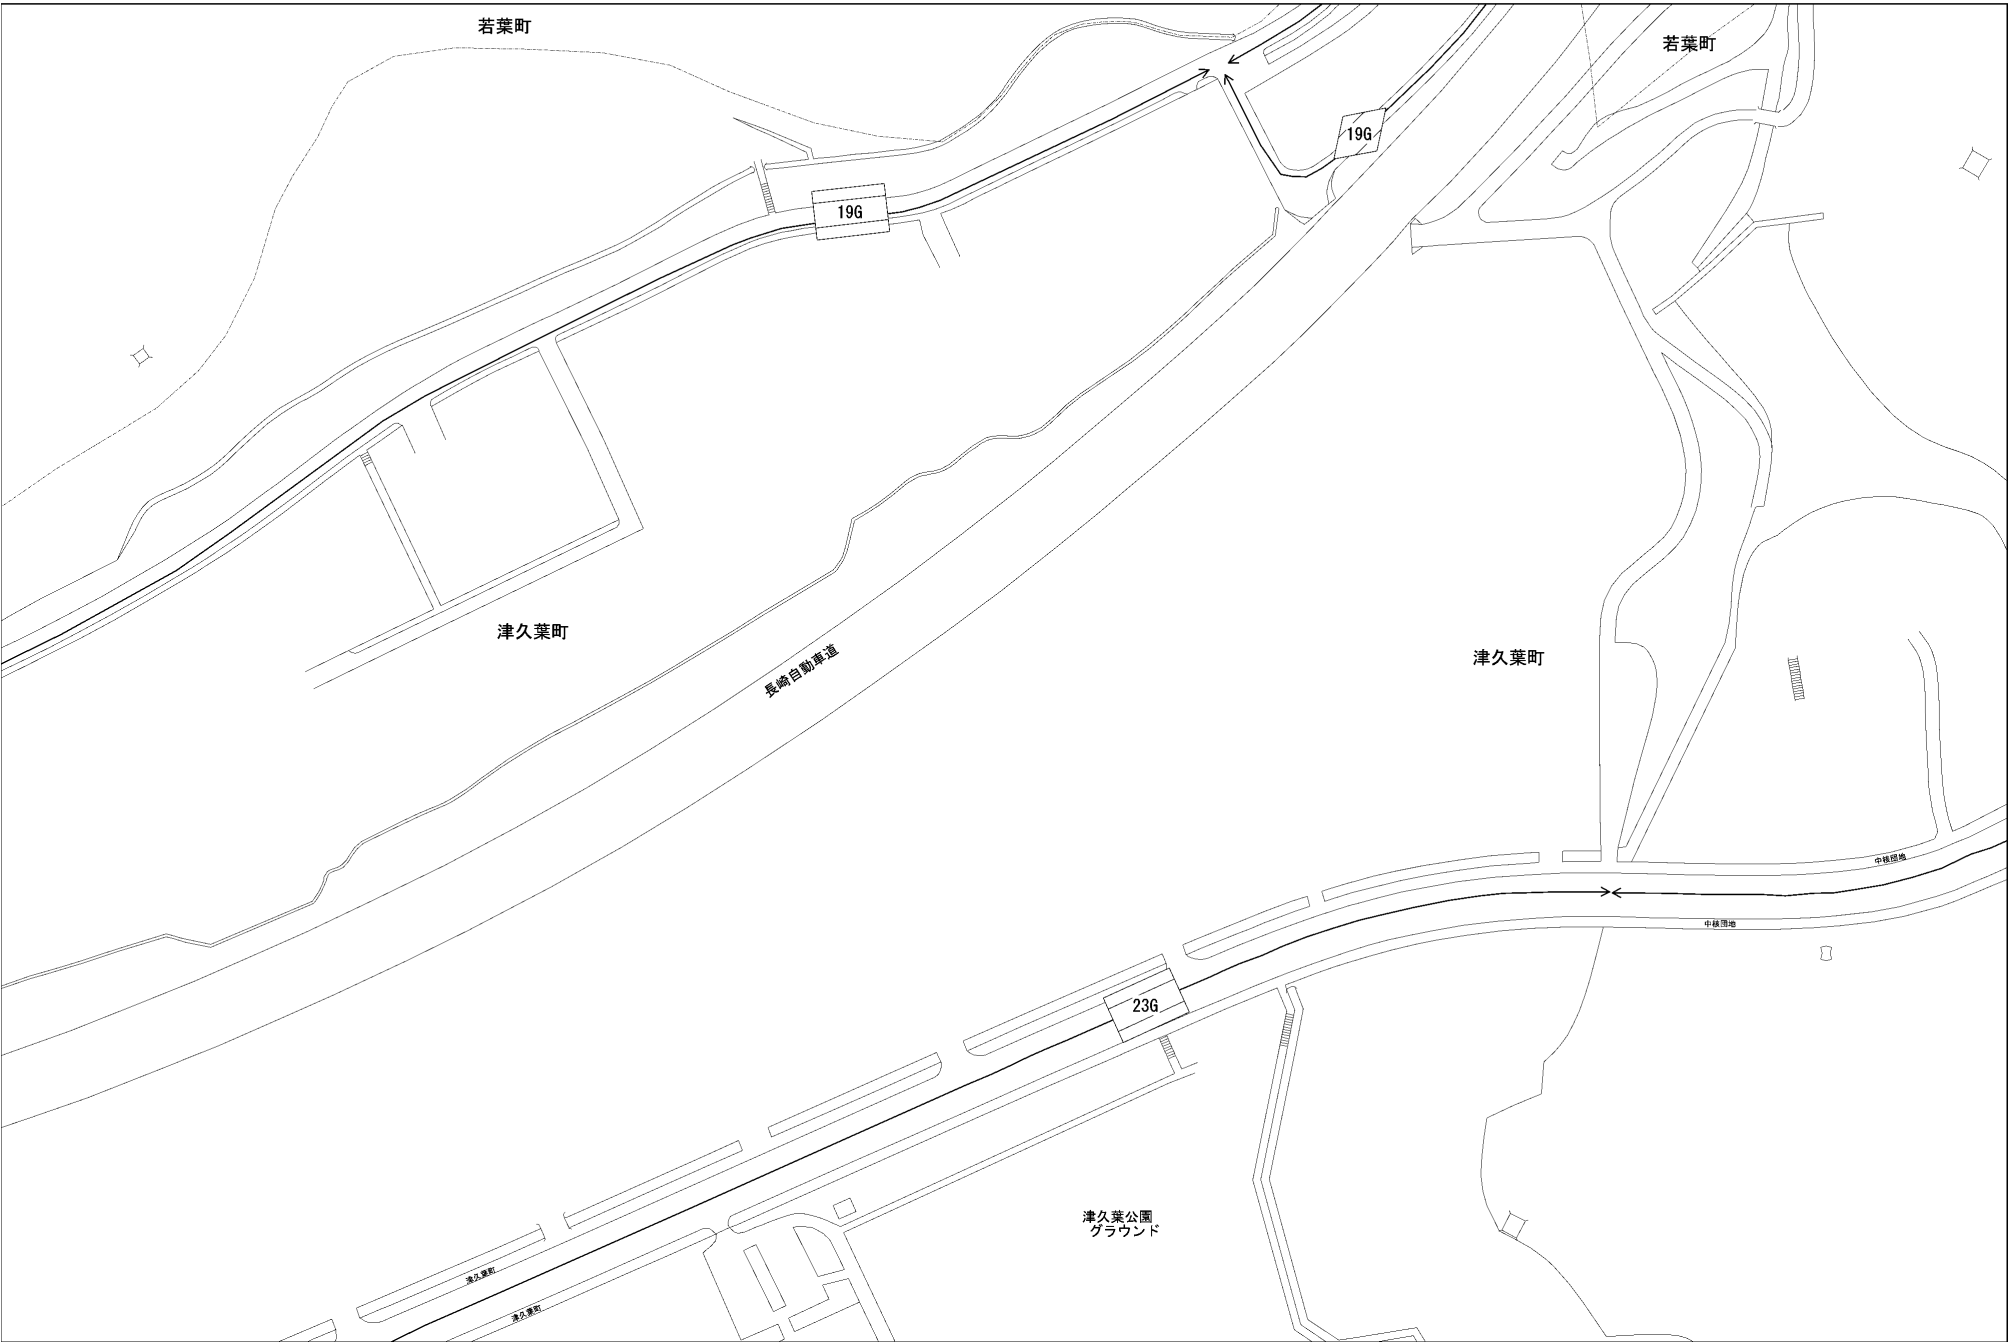 若葉町
若葉町
19G
19G
津久葉町
長崎自動車道
津久葉町
中核団地
中核団地
23G
津久葉公園
グラウンド
津久葉町
津久葉町